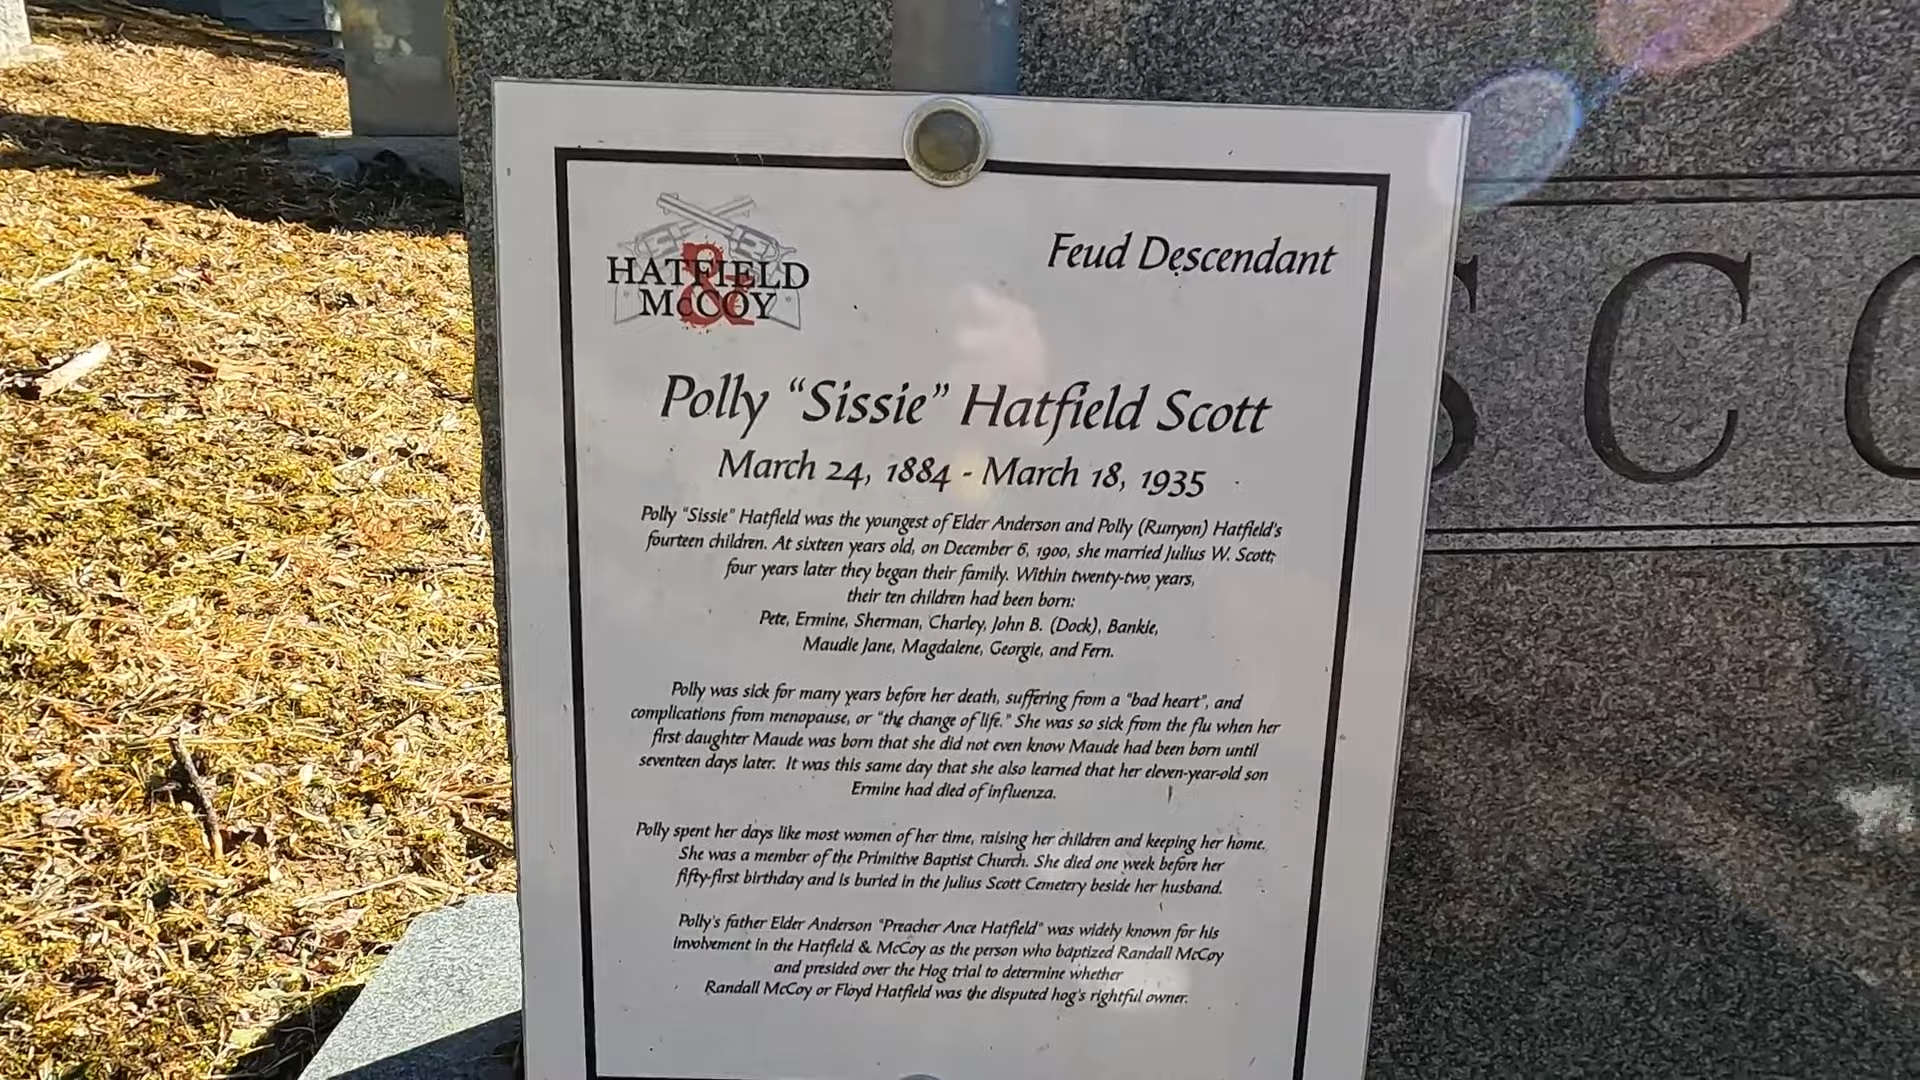 HATFIELD
&
McCOY
Feud Descendant
Polly “Sissie” Hatfield Scott
March 24, 1884 - March 18, 1935
Polly "Sissie" Hatfield was the youngest of Elder Anderson and Polly (Runyon) Hatfield's
fourteen children. At sixteen years old, on December 6, 1900, she married Julius W. Scott;
four years later they began their family. Within twenty-two years,
their ten children had been born:
Pete, Ermine, Sherman, Charley, John B. (Dock), Bankie,
Maudie Jane, Magdalene, Georgie, and Fern.
Polly was sick for many years before her death, suffering from a "bad heart", and
complications from menopause, or "the change of life." She was so sick from the flu when her
first daughter Maude was born that she did not even know Maude had been born until
seventeen days later. It was this same day that she also learned that her eleven-year-old son
Ermine had died of influenza.
Polly spent her days like most women of her time, raising her children and keeping her home.
She was a member of the Primitive Baptist Church. She died one week before her
fifty-first birthday and is buried in the Julius Scott Cemetery beside her husband.
Polly's father Elder Anderson "Preacher Ance Hatfield" was widely known for his
involvement in the Hatfield & McCoy as the person who baptized Randall McCoy
and presided over the Hog trial to determine whether
Randall McCoy or Floyd Hatfield was the disputed hog's rightful owner.
SCO